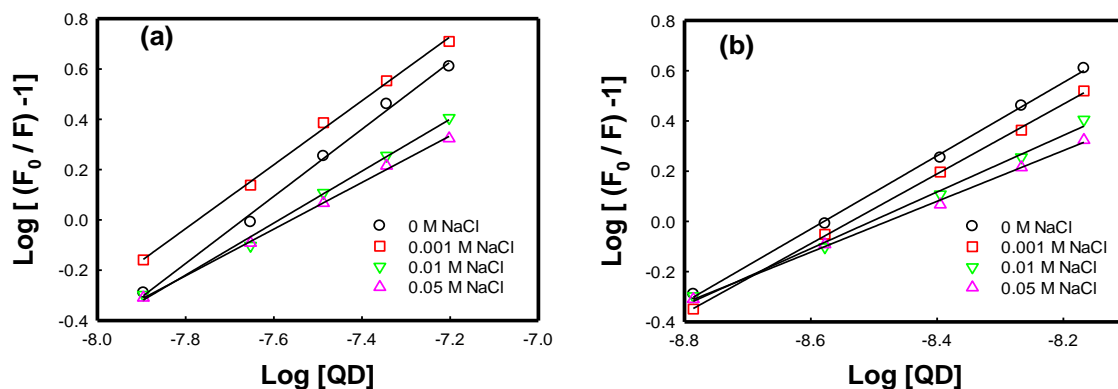 (a)
Log [ (F0 / F) -1]
0.8
0.6
0.4
0.2
0.0
-0.2
-0.4
0 M NaCl
0.001 M NaCl
0.01 M NaCl
0.05 M NaCl
-8.0 -7.8 -7.6 -7.4 -7.2 -7.0
Log [QD]
(b)
Log [ (F0 / F) -1]
0.8
0.6
0.4
0.2
0.0
-0.2
-0.4
0 M NaCl
0.001 M NaCl
0.01 M NaCl
0.05 M NaCl
-8.8 -8.6 -8.4 -8.2
Log [QD]